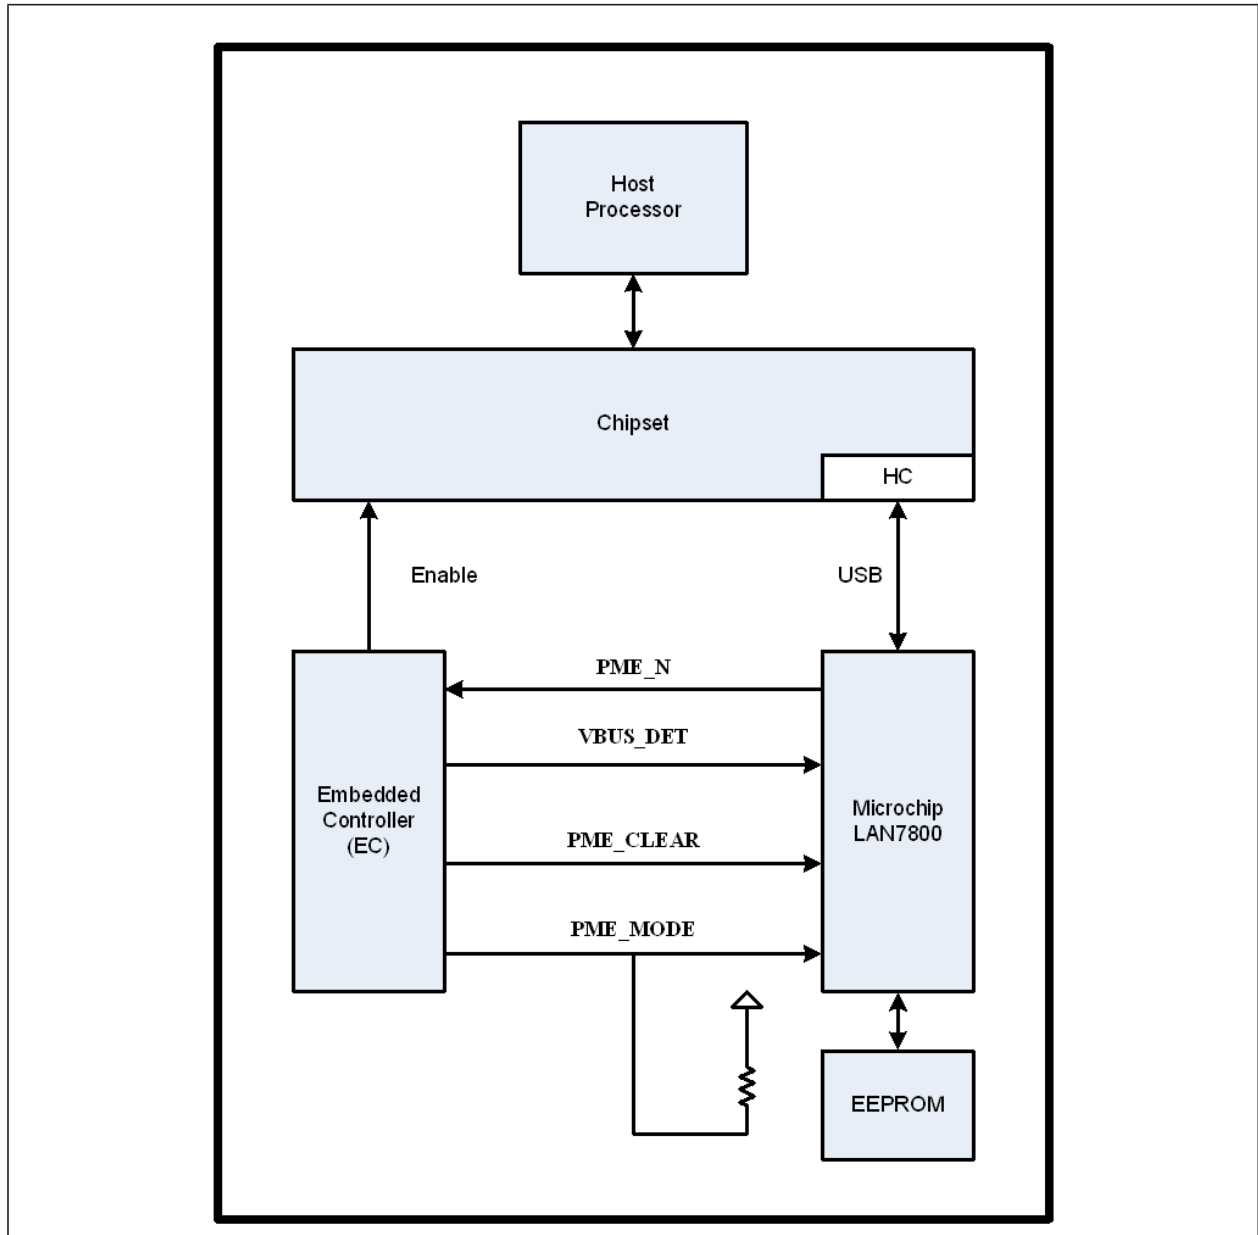 Host
Processor
Chipset
HC
Enable
USB
PME_N
VBUS_DET
Embedded
Controller
(EC)
Microchip
LAN7800
PME_CLEAR
PME_MODE
EEPROM